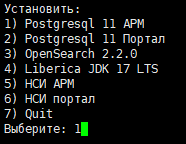 Установить:
1) Postgresql 11 АРМ
2) Postgresql 11 Портал
3) OpenSearch 2.2.0
4) Liberica JDK 17 LTS
5) НСИ АРМ
6) НСИ портал
7) Quit
Выберите: 1